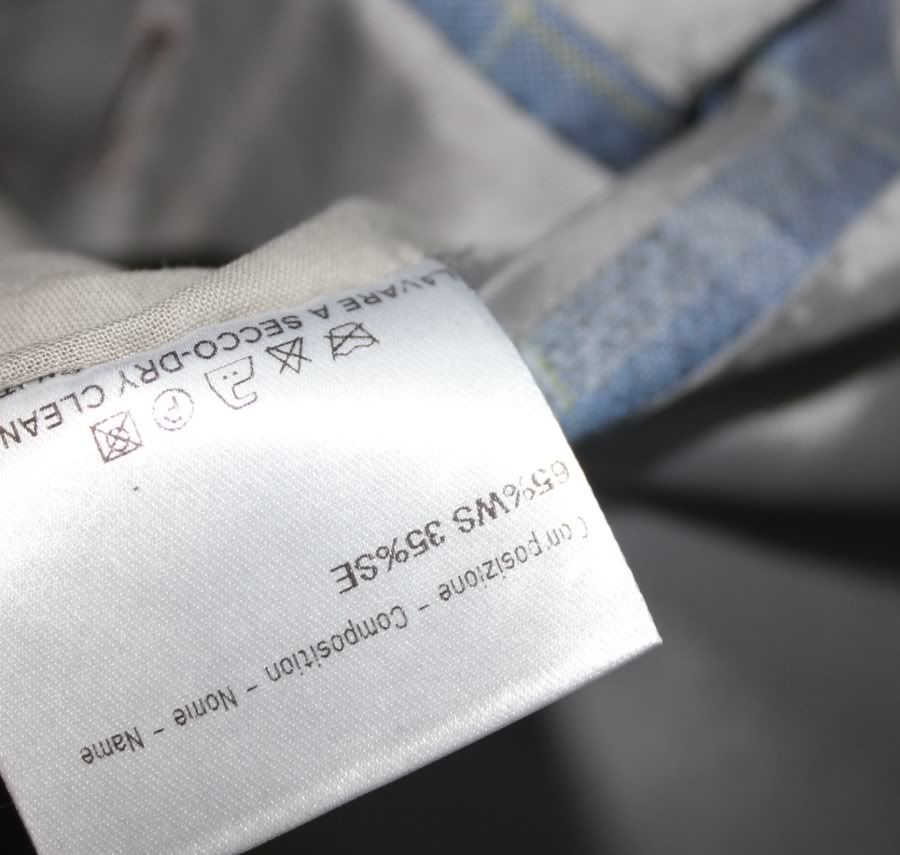 Composizione - Composition - Nome - Name
65%WS 35%SE
LAVARE A SECCO-DRY CLEAN